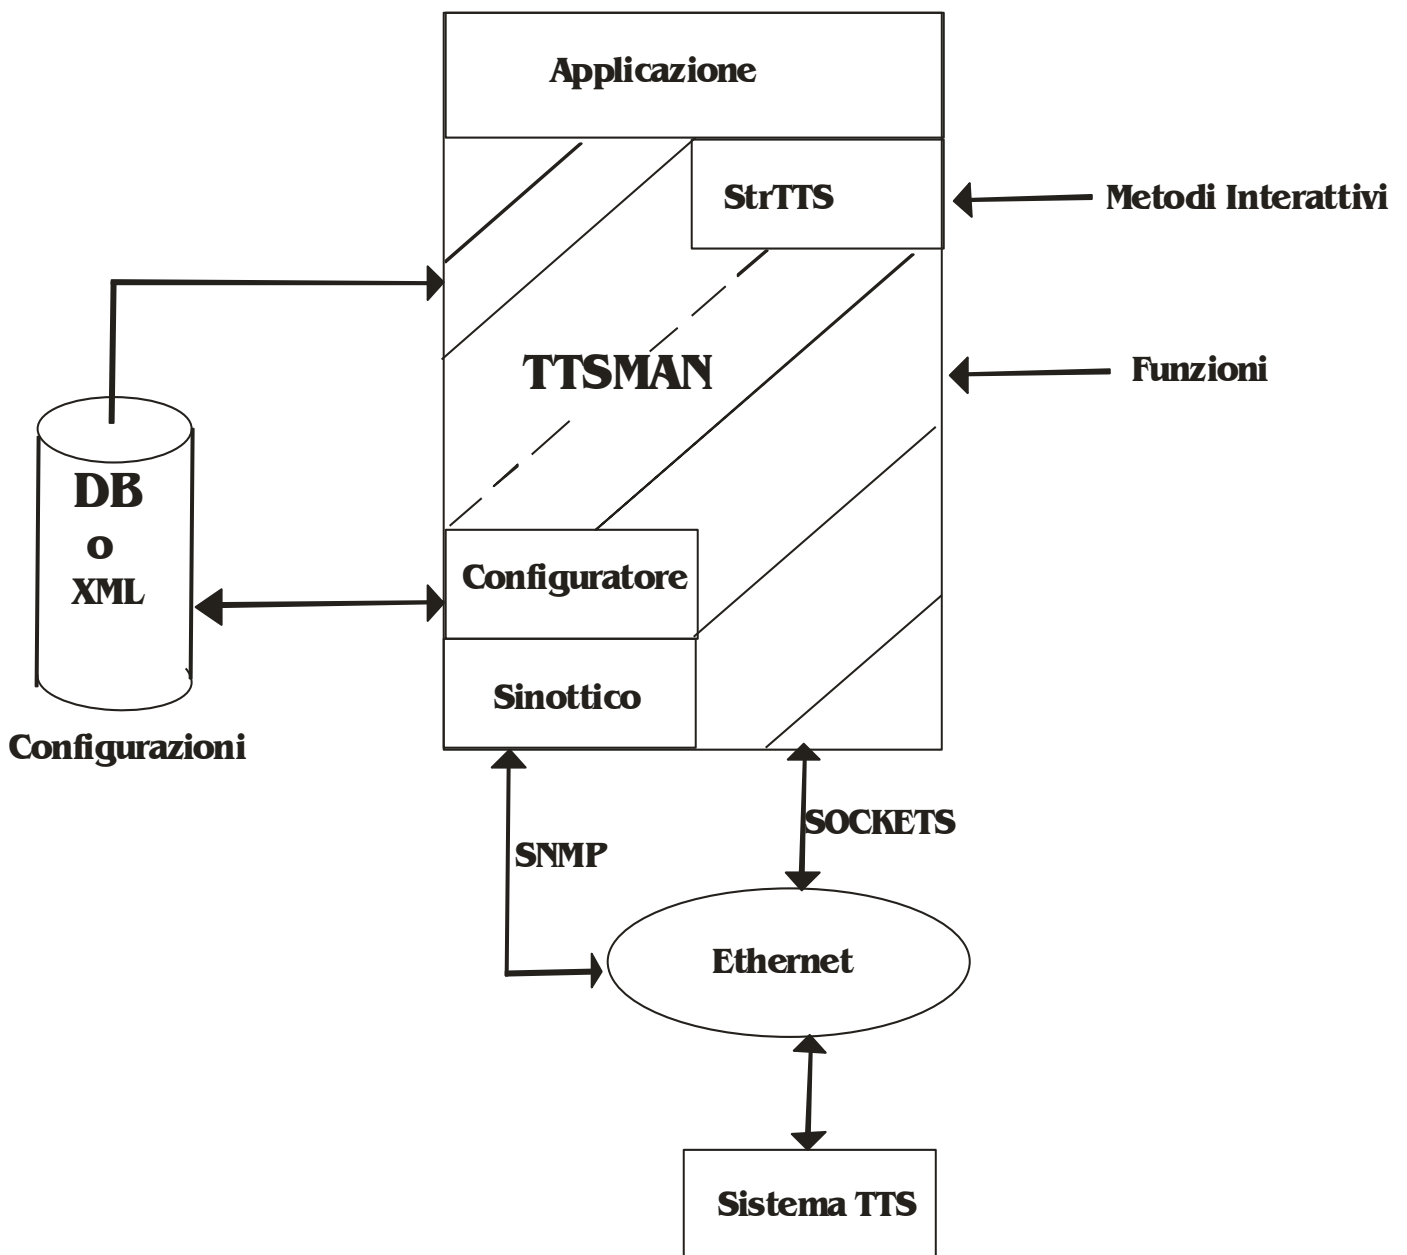 Applicazione
StrTTS
Metodi Interattivi
TTSMAN
Funzioni
DB
o
XML
Configuratore
Sinottico
Configurazioni
SOCKETS
SNMP
Ethernet
Sistema TTS